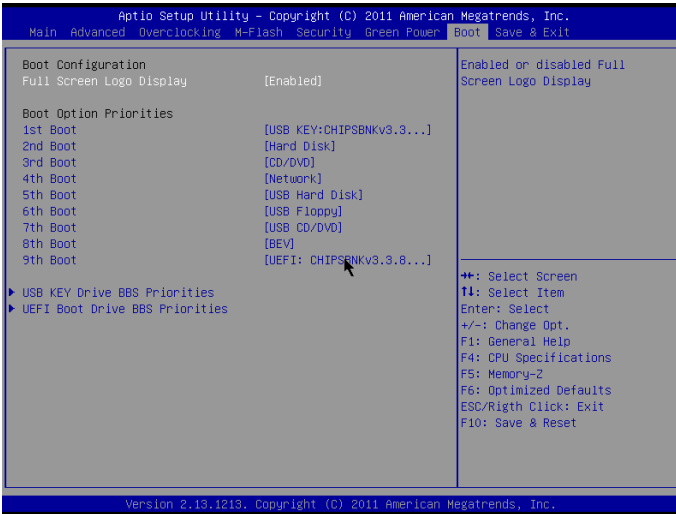 Aptio Setup Utility – Copyright (C) 2011 American Megatrends, Inc.
Main Advanced Overclocking M-Flash Security Green Power Boot Save & Exit
Boot Configuration
Full Screen Logo Display [Enabled]
Boot Option Priorities
1st Boot [USB KEY:CHIPSBNKv3.3...]
2nd Boot [Hard Disk]
3rd Boot [CD/DVD]
4th Boot [Network]
5th Boot [USB Hard Disk]
6th Boot [USB Floppy]
7th Boot [USB CD/DVD]
8th Boot [BEV]
9th Boot [UEFI: CHIPSBNKv3.3.8...]
USB KEY Drive BBS Priorities
UEFI Boot Drive BBS Priorities
Enabled or disabled Full
Screen Logo Display
→←: Select Screen
↑↓: Select Item
Enter: Select
+/-: Change Opt.
F1: General Help
F4: CPU Specifications
F5: Memory-Z
F6: Optimized Defaults
ESC/Rigth Click: Exit
F10: Save & Reset
Version 2.13.1213. Copyright (C) 2011 American Megatrends, Inc.